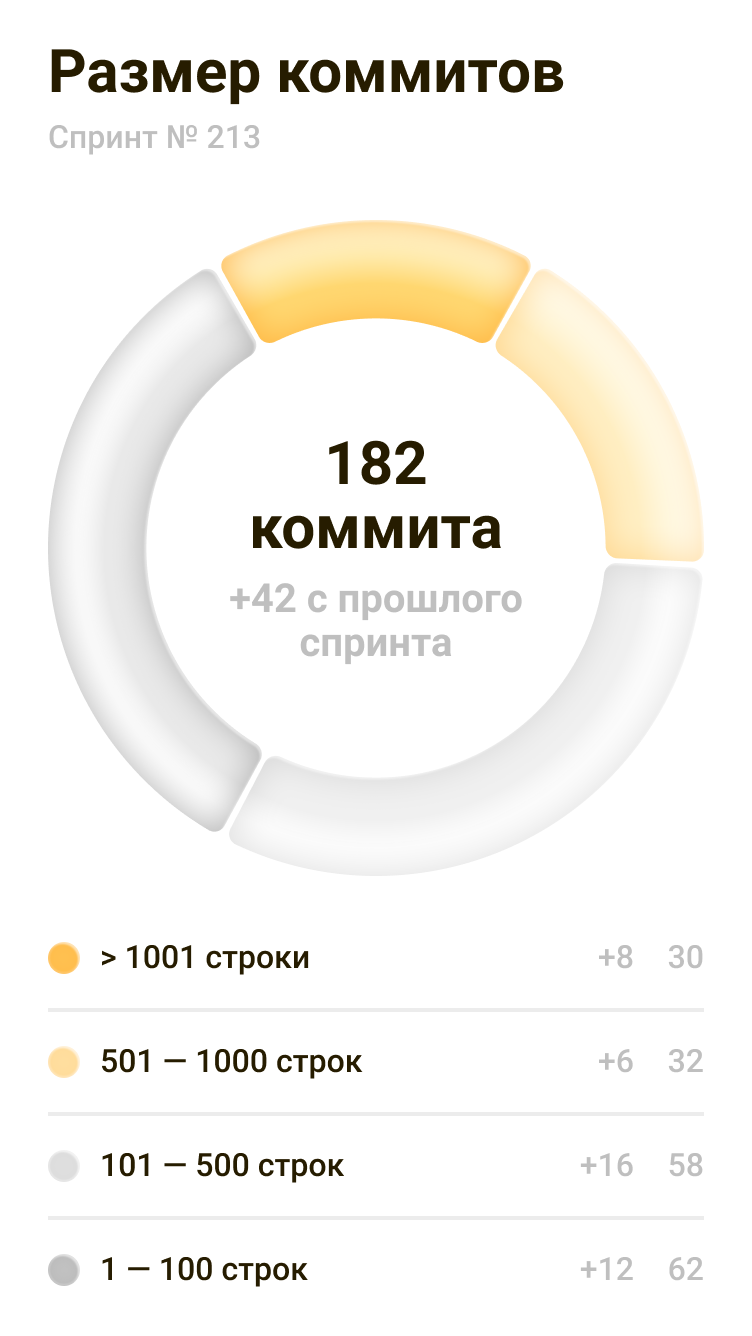 Размер коммитов
Спринт № 213
182
коммита
+42 с прошлого
спринта
> 1001 строки +8 30
501 — 1000 строк +6 32
101 — 500 строк +16 58
1 — 100 строк +12 62